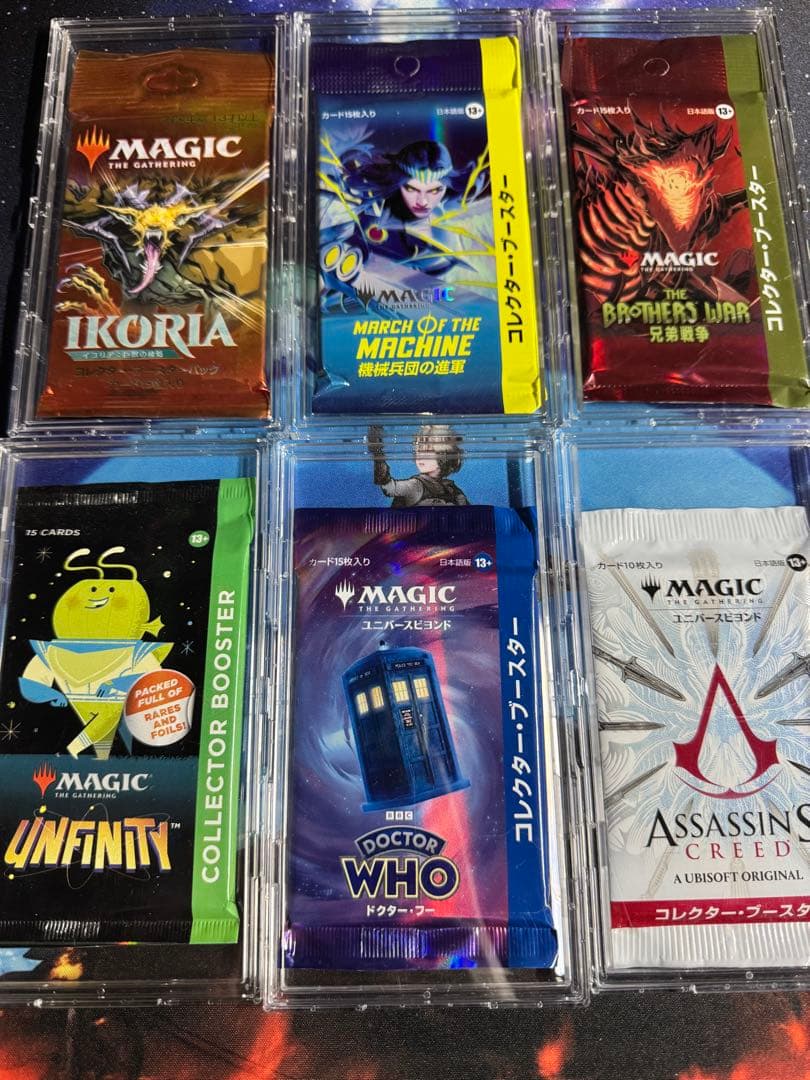 MAGIC
THE GATHERING
IKORIA
イコリア:巨獣の棲処
コレクター・ブースターパック
カード15枚入り
日本語版 13+
MAGIC
THE GATHERING
MARCH OF THE
MACHINE
機械兵団の進軍
コレクター・ブースター
カード15枚入り
日本語版 13+
MAGIC
THE GATHERING
THE
BROTHERS' WAR
兄弟戦争
コレクター・ブースター
15 CARDS
13+
PACKED
FULL OF
RARES
AND
FOILS!
MAGIC
THE GATHERING
UNFINITY™
COLLECTOR BOOSTER
カード15枚入り
日本語版 13+
MAGIC
THE GATHERING
ユニバースビヨンド
BBC
DOCTOR
WHO
ドクター・フー
コレクター・ブースター
カード10枚入り
日本語版 13+
MAGIC
THE GATHERING
ユニバースビヨンド
ASSASSIN'S
CREED
A UBISOFT ORIGINAL
コレクター・ブースタ